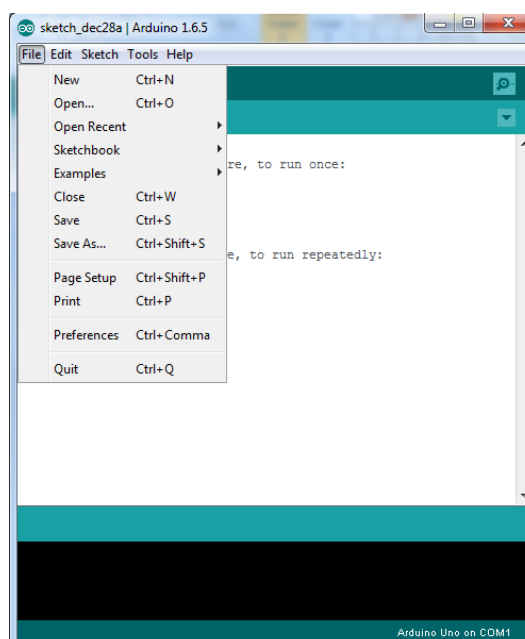 sketch_dec28a | Arduino 1.6.5
File Edit Sketch Tools Help
New Ctrl+N
Open... Ctrl+O
Open Recent
Sketchbook
Examples
Close Ctrl+W
Save Ctrl+S
Save As... Ctrl+Shift+S
Page Setup Ctrl+Shift+P
Print Ctrl+P
Preferences Ctrl+Comma
Quit Ctrl+Q
re, to run once:
e, to run repeatedly:
Arduino Uno on COM1